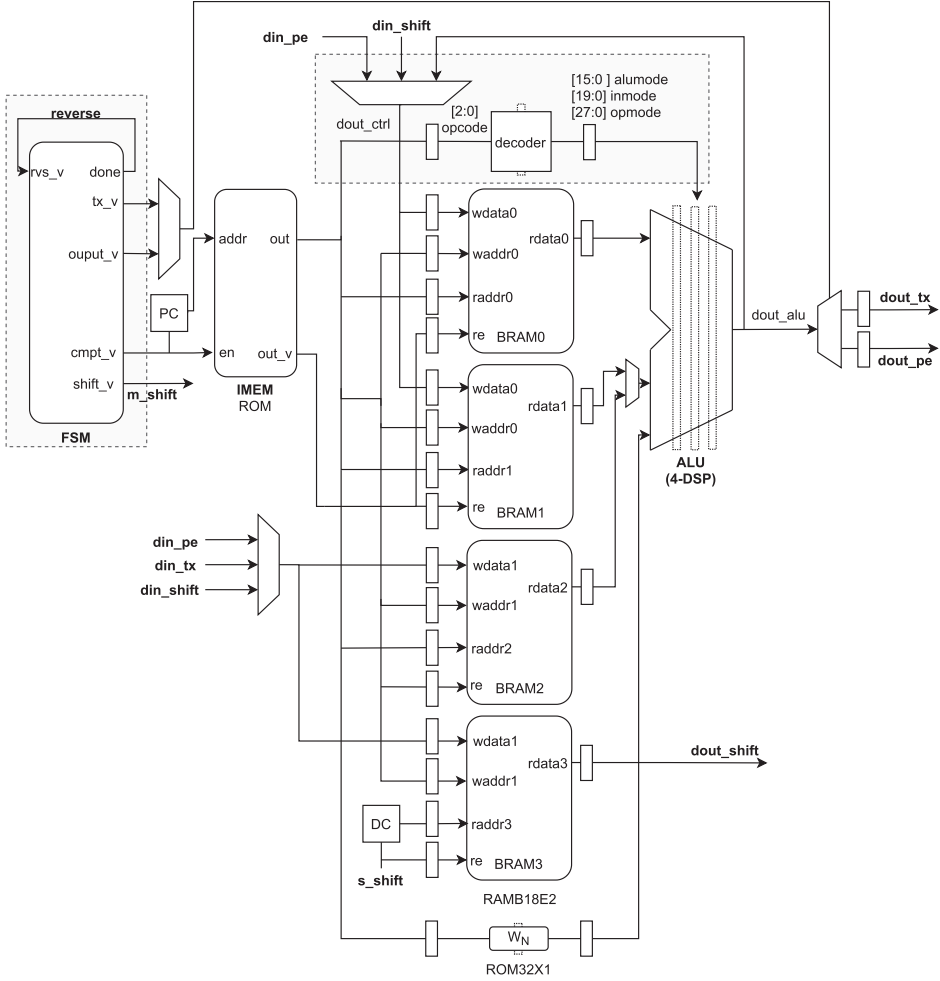 din_pe
din_shift
[15:0 ] alumode
[19:0] inmode
[27:0] opmode
[2:0]
opcode
dout_ctrl
decoder
reverse
rvs_v
done
tx_v
ouput_v
PC
cmpt_v
shift_v
m_shift
FSM
addr
out
en
out_v
IMEM
ROM
wdata0
rdata0
waddr0
raddr0
re
BRAM0
wdata0
rdata1
waddr0
raddr1
re
BRAM1
ALU
(4-DSP)
dout_alu
dout_tx
dout_pe
din_pe
din_tx
din_shift
wdata1
rdata2
waddr1
raddr2
re
BRAM2
wdata1
rdata3
waddr1
raddr3
re
BRAM3
dout_shift
DC
s_shift
RAMB18E2
WN
ROM32X1